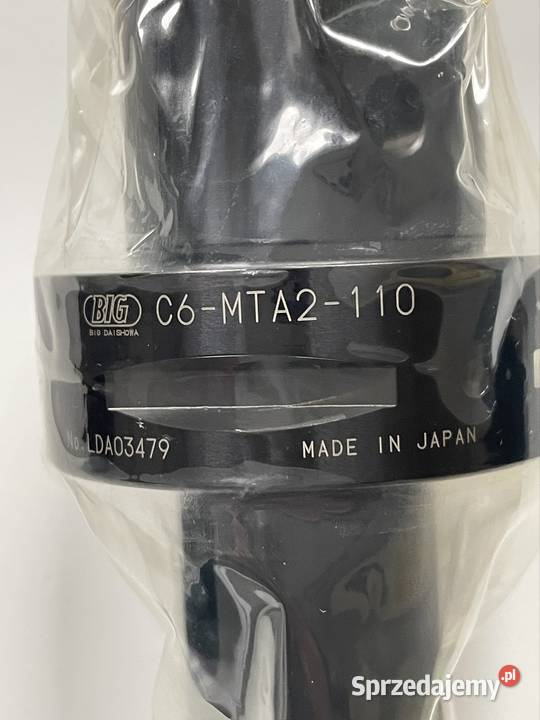 BIG C6-MTA2-110
BIG DAISHOWA
No. LDA03479 MADE IN JAPAN
Sprzedajemy.pl